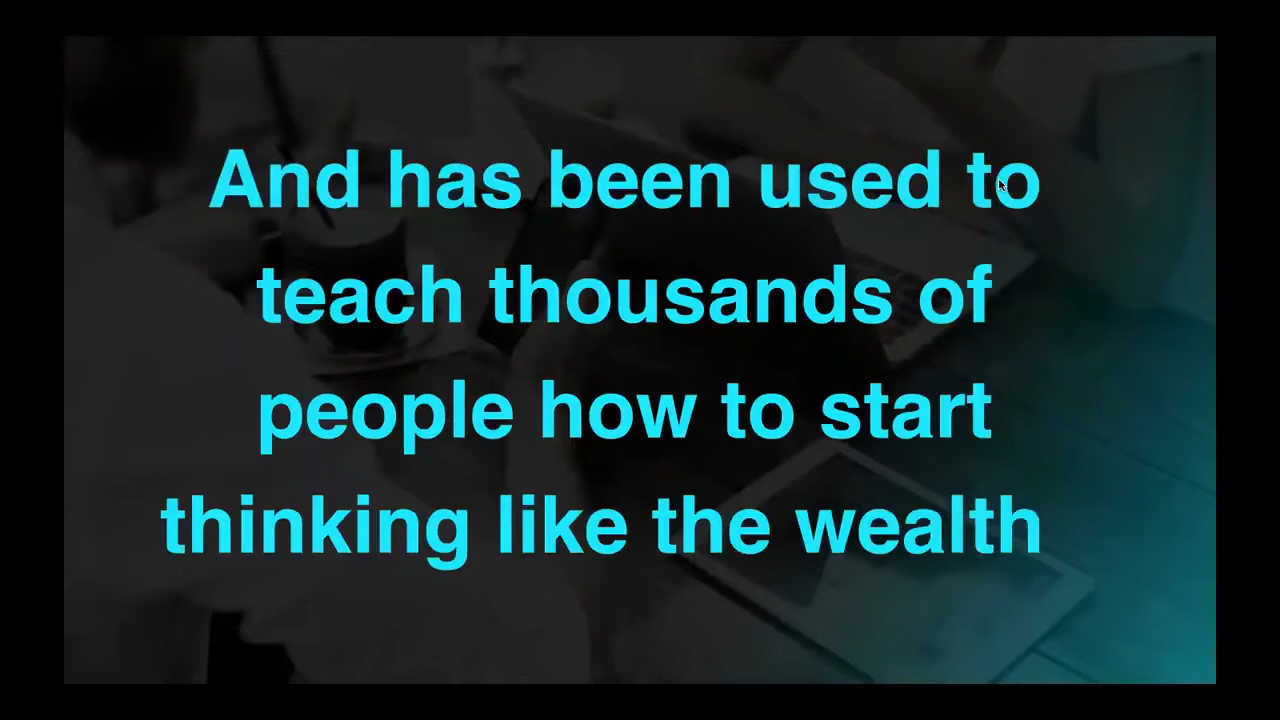 And has been used to
teach thousands of
people how to start
thinking like the wealth